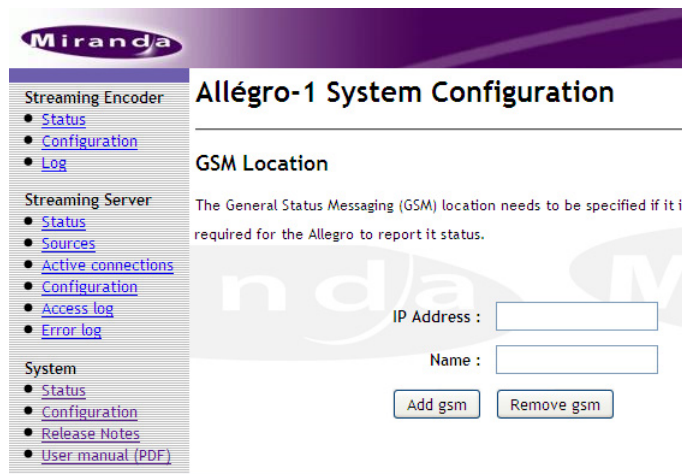 Miranda
Streaming Encoder
Status
Configuration
Log
Streaming Server
Status
Sources
Active connections
Configuration
Access log
Error log
System
Status
Configuration
Release Notes
User manual (PDF)
Allégro-1 System Configuration
GSM Location
The General Status Messaging (GSM) location needs to be specified if it i
required for the Allegro to report it status.
IP Address :
Name :
Add gsm
Remove gsm